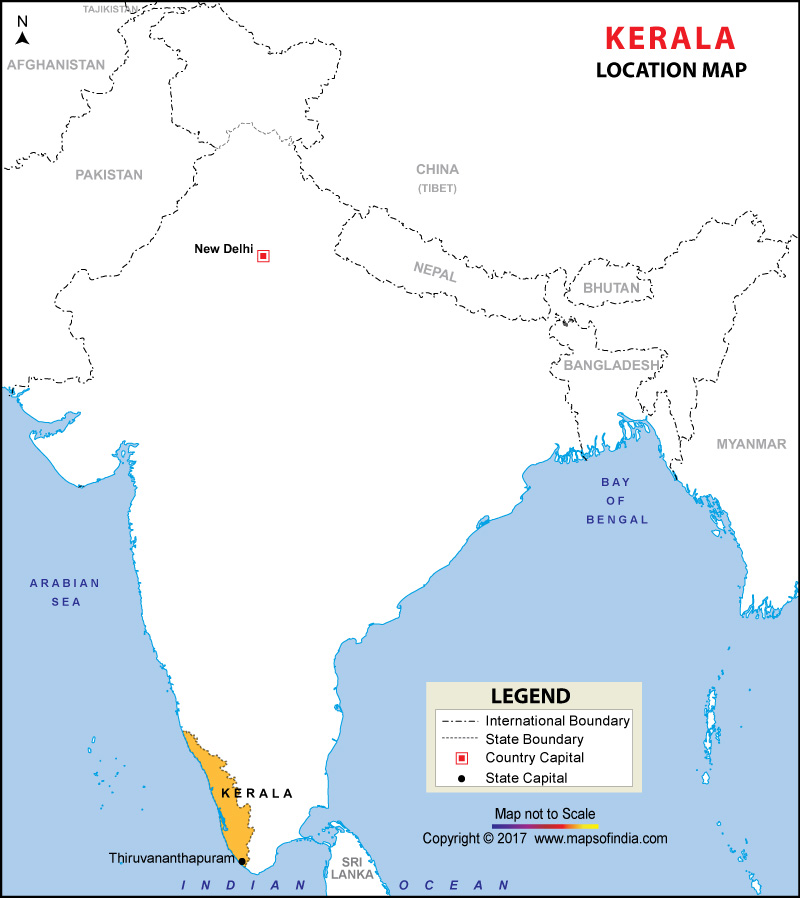 TAJIKISTAN
N
KERALA
LOCATION MAP
AFGHANISTAN
PAKISTAN
CHINA
(TIBET)
New Delhi
NEPAL
BHUTAN
BANGLADESH
MYANMAR
BAY
OF
BENGAL
ARABIAN
SEA
LEGEND
International Boundary
State Boundary
Country Capital
State Capital
KERALA
Map not to Scale
Copyright © 2017 www.mapsofindia.com
Thiruvananthapuram
SRI
LANKA
INDIAN OCEAN